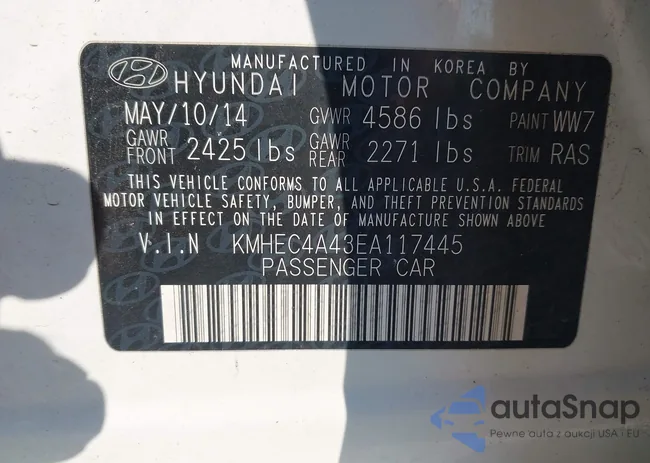 MANUFACTURED IN KOREA BY
HYUNDAI MOTOR COMPANY
MAY/10/14 GVWR 4586 lbs PAINT WW7
GAWR FRONT 2425 lbs GAWR REAR 2271 lbs TRIM RAS
THIS VEHICLE CONFORMS TO ALL APPLICABLE U.S.A. FEDERAL
MOTOR VEHICLE SAFETY, BUMPER, AND THEFT PREVENTION STANDARDS
IN EFFECT ON THE DATE OF MANUFACTURE SHOWN ABOVE
V.I.N KMHEC4A43EA117445
PASSENGER CAR
autaSnap
Pewne auta z aukcji USA i EU